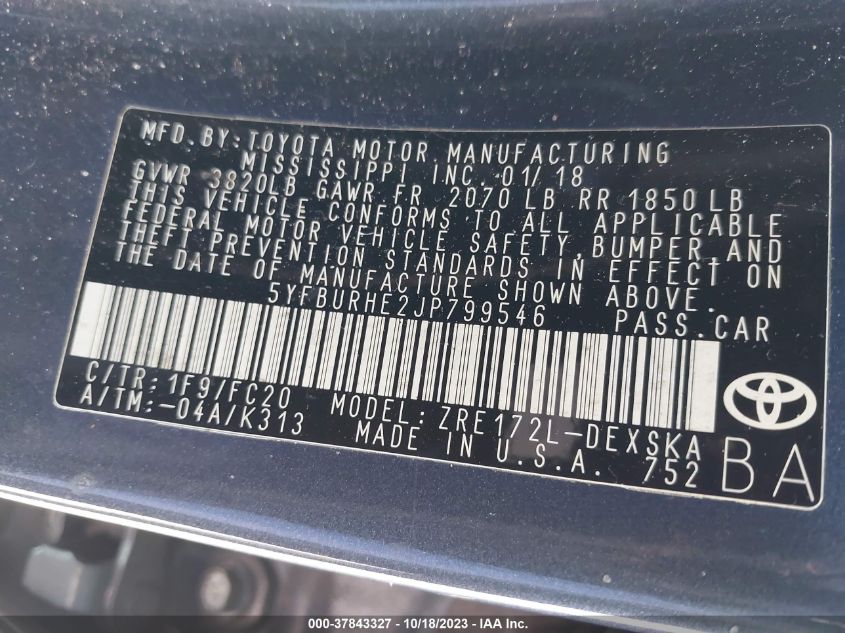 MFD.BY:TOYOTA MOTOR MANUFACTURING
MISSISSIPPI INC.01/18
GVWR 3820LB GAWR FR 2070 LB RR 1850 LB
THIS VEHICLE CONFORMS TO ALL APPLICABLE
FEDERAL MOTOR VEHICLE SAFETY,BUMPER,AND
THEFT PREVENTION STANDARDS IN EFFECT ON
THE DATE OF MANUFACTURE SHOWN ABOVE.
5YFBURHE2JP799546 PASS.CAR
C/TR:1F9/FC20 MODEL:ZRE172L-DEXSKA
A/TM:-04A/K313 MADE IN U.S.A. 752
BA
000-37843327 / 10/18/2023 - IAA Inc.